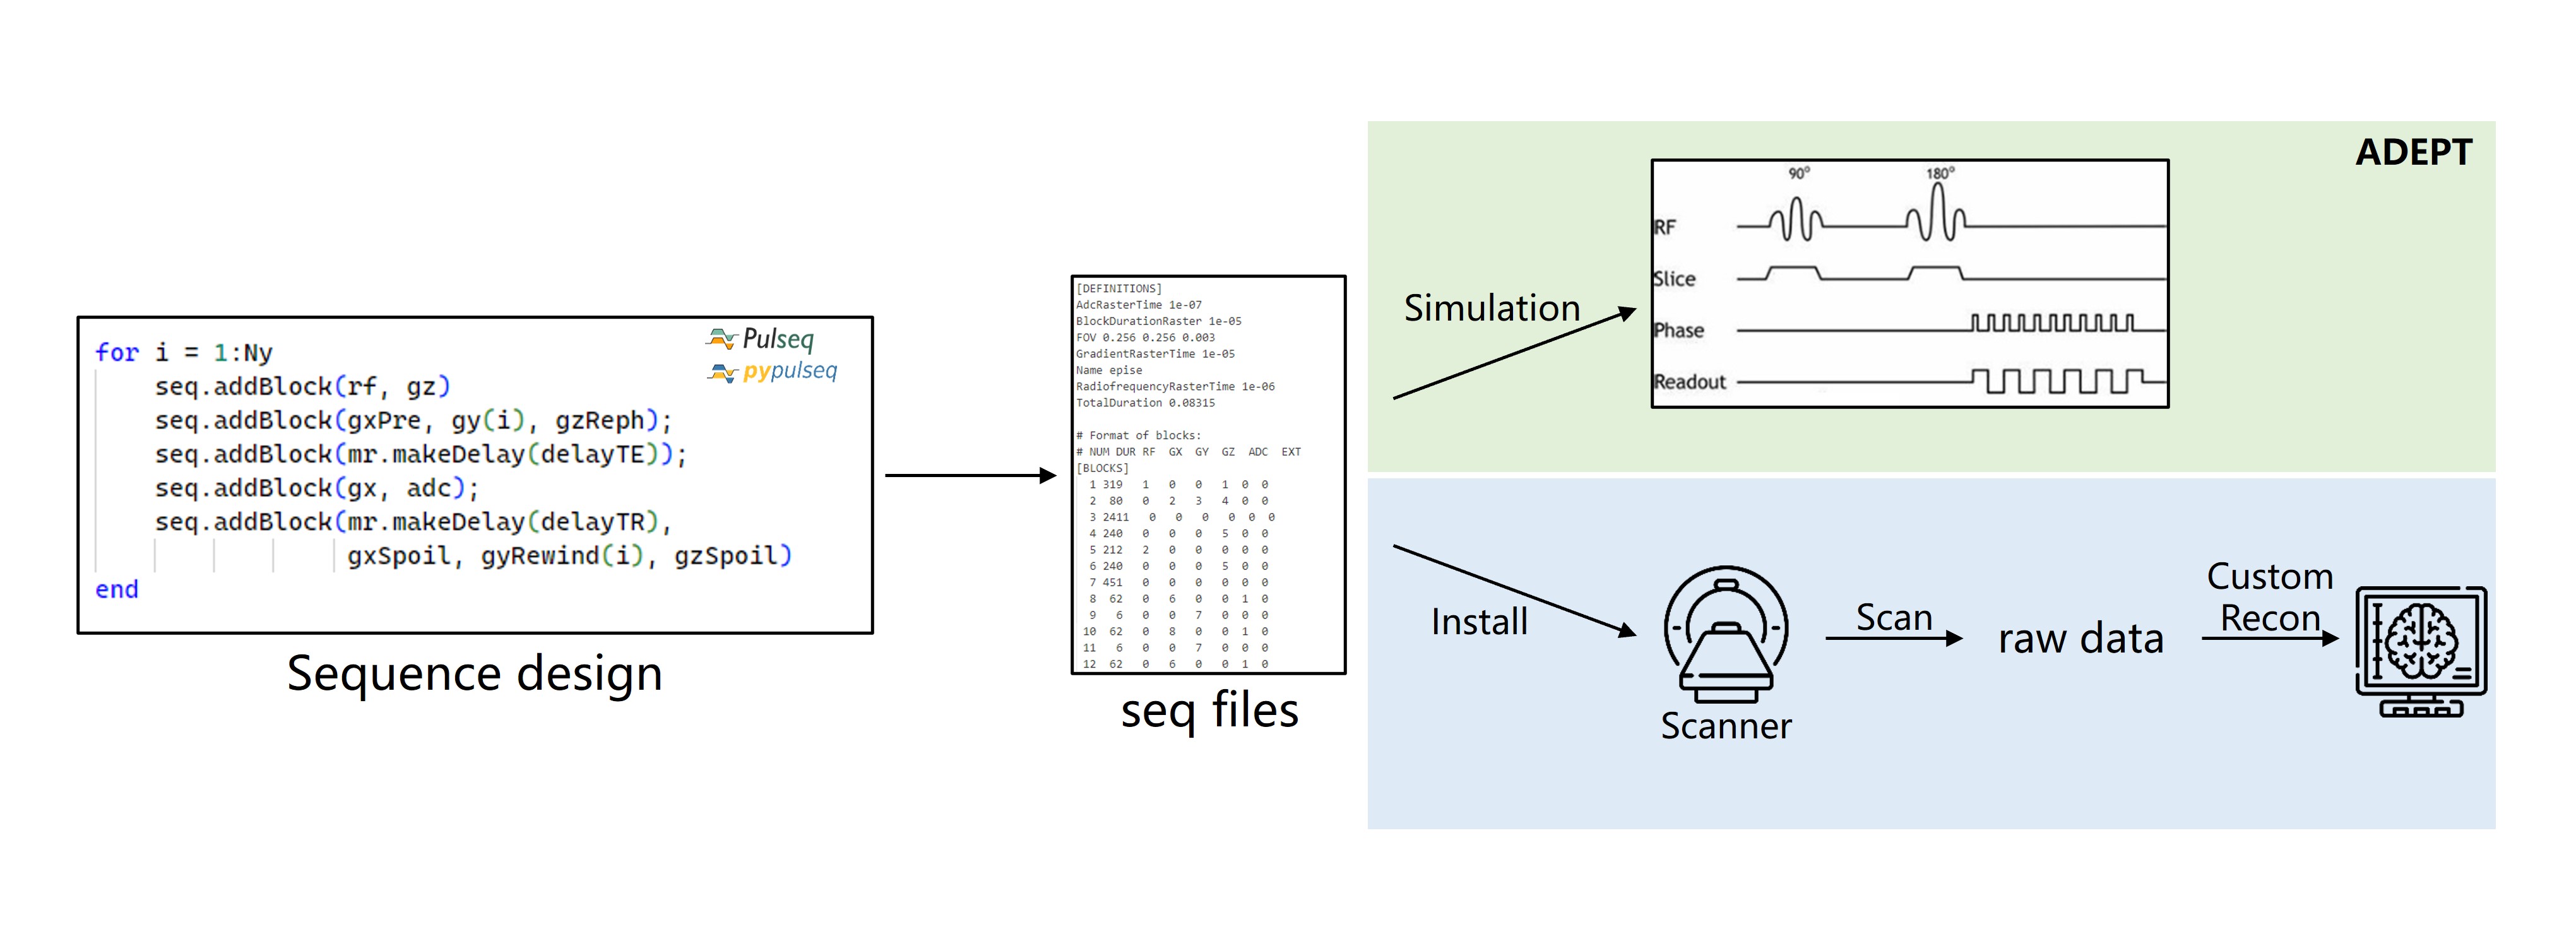 for i = 1:Ny
seq.addBlock(rf, gz)
seq.addBlock(gxPre, gy(i), gzReph);
seq.addBlock(mr.makeDelay(delayTE));
seq.addBlock(gx, adc);
seq.addBlock(mr.makeDelay(delayTR),
gxSpoil, gyRewind(i), gzSpoil)
end
Pulseq
pypulseq
Sequence design
[DEFINITIONS]
AdcRasterTime 1e-07
BlockDurationRaster 1e-05
FOV 0.256 0.256 0.003
GradientRasterTime 1e-05
Name epise
RadiofrequencyRasterTime 1e-06
TotalDuration 0.08315
# Format of blocks:
# NUM DUR RF GX GY GZ ADC EXT
[BLOCKS]
1 319 1 0 0 1 0 0
2 80 0 2 3 4 0 0
3 2411 0 0 0 0 0 0
4 240 0 0 0 5 0 0
5 212 2 0 0 0 0 0
6 240 0 0 0 5 0 0
7 451 0 0 0 0 0 0
8 62 0 6 0 0 1 0
9 6 0 0 7 0 0 0
10 62 0 8 0 0 1 0
11 6 0 0 7 0 0 0
12 62 0 6 0 0 1 0
seq files
ADEPT
Simulation
90°
180°
RF
Slice
Phase
Readout
Install
Scanner
Scan
raw data
Custom
Recon